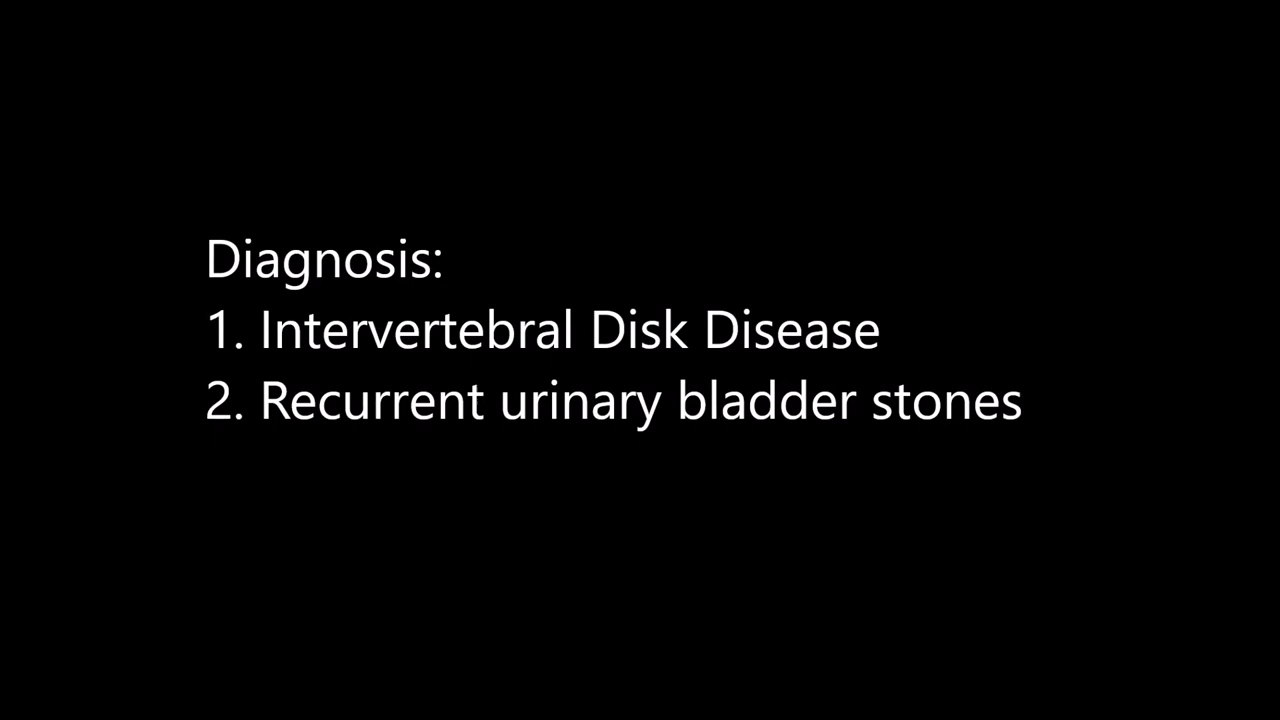 Diagnosis:
1. Intervertebral Disk Disease
2. Recurrent urinary bladder stones